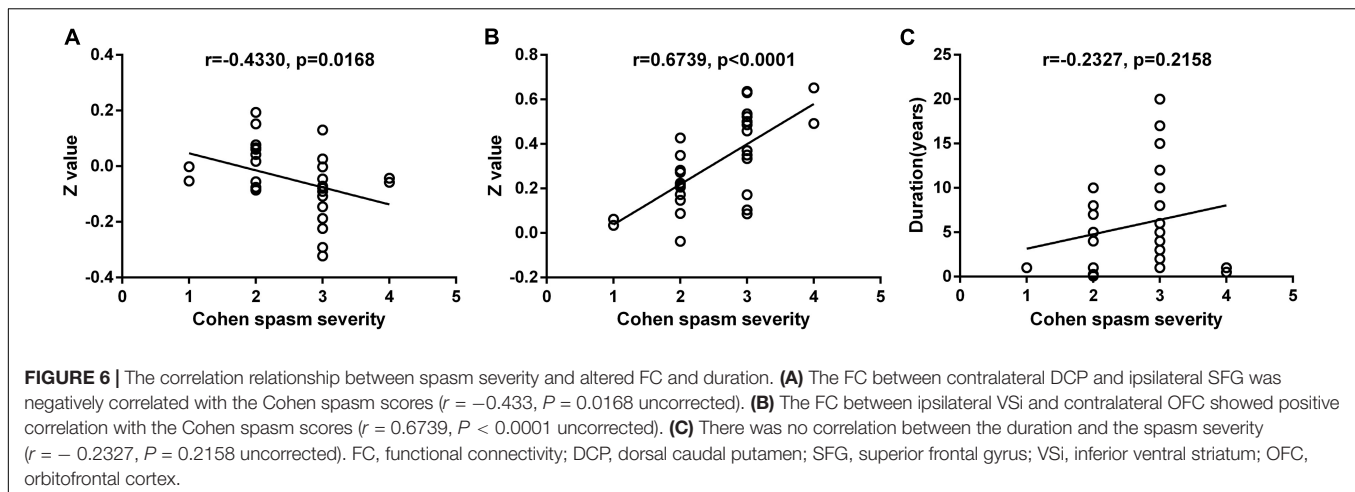 A
r=-0.4330, p=0.0168
0.4
0.2
0.0
-0.2
-0.4
Z value
0 1 2 3 4 5
Cohen spasm severity
B
r=0.6739, p<0.0001
0.8
0.6
0.4
0.2
0.0
-0.2
Z value
0 1 2 3 4 5
Cohen spasm severity
C
r=-0.2327, p=0.2158
25
20
15
10
5
0
Duration(years)
0 1 2 3 4 5
Cohen spasm severity
FIGURE 6 | The correlation relationship between spasm severity and altered FC and duration. (A) The FC between contralateral DCP and ipsilateral SFG was
negatively correlated with the Cohen spasm scores (r = −0.433, P = 0.0168 uncorrected). (B) The FC between ipsilateral VSi and contralateral OFC showed positive
correlation with the Cohen spasm scores (r = 0.6739, P < 0.0001 uncorrected). (C) There was no correlation between the duration and the spasm severity
(r = − 0.2327, P = 0.2158 uncorrected). FC, functional connectivity; DCP, dorsal caudal putamen; SFG, superior frontal gyrus; VSi, inferior ventral striatum; OFC,
orbitofrontal cortex.